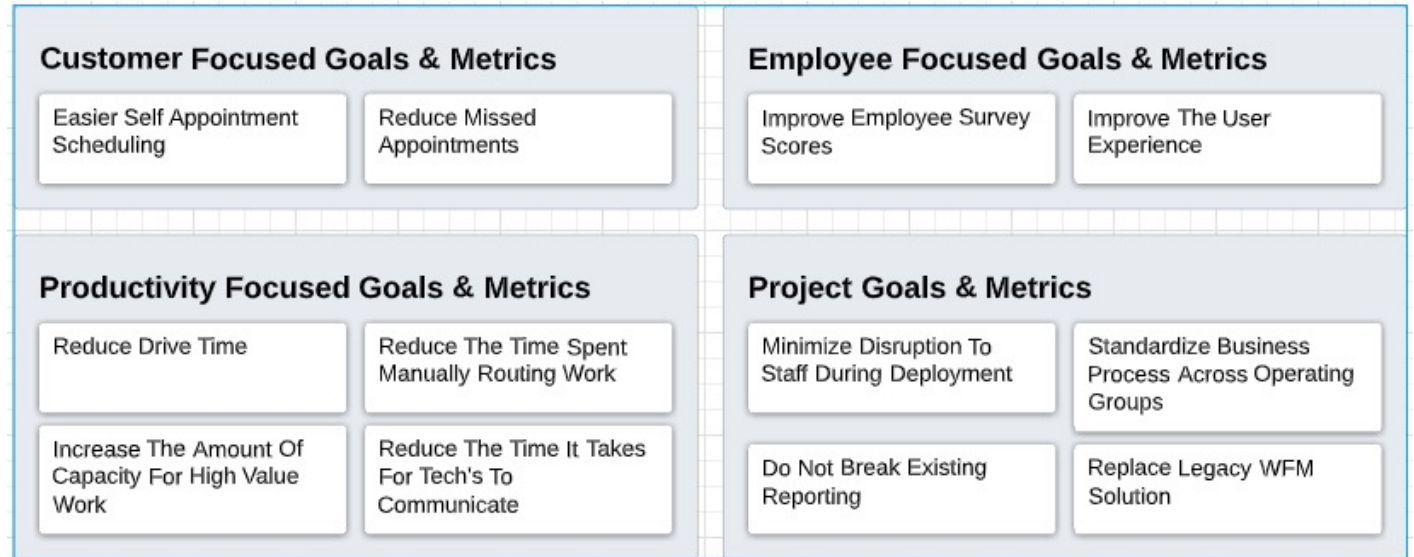 Customer Focused Goals & Metrics
Easier Self Appointment
Scheduling
Reduce Missed
Appointments
Employee Focused Goals & Metrics
Improve Employee Survey
Scores
Improve The User
Experience
Productivity Focused Goals & Metrics
Reduce Drive Time
Reduce The Time Spent
Manually Routing Work
Increase The Amount Of
Capacity For High Value
Work
Reduce The Time It Takes
For Tech's To
Communicate
Project Goals & Metrics
Minimize Disruption To
Staff During Deployment
Standardize Business
Process Across Operating
Groups
Do Not Break Existing
Reporting
Replace Legacy WFM
Solution